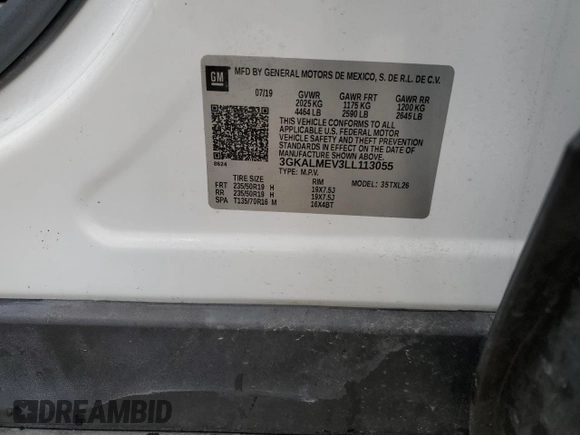 GM
MFD BY GENERAL MOTORS DE MEXICO, S. DE R.L. DE C.V.
07/19 GVWR GAWR FRT GAWR RR
2025 KG 1175 KG 1200 KG
4464 LB 2590 LB 2645 LB
THIS VEHICLE CONFORMS TO ALL
APPLICABLE U.S. FEDERAL MOTOR
VEHICLE SAFETY AND THEFT PREVENTION
STANDARDS IN EFFECT ON THE DATE OF
MANUFACTURE SHOWN ABOVE.
0624 3GKALMEV3LL113055
TYPE: M.P.V.
TIRE SIZE RIM MODEL: 35TXL26
FRT 235/50R19 H 19X7.5J
RR 235/50R19 H 19X7.5J
SPA T135/70R16 M 16X4BT
DREAMBID